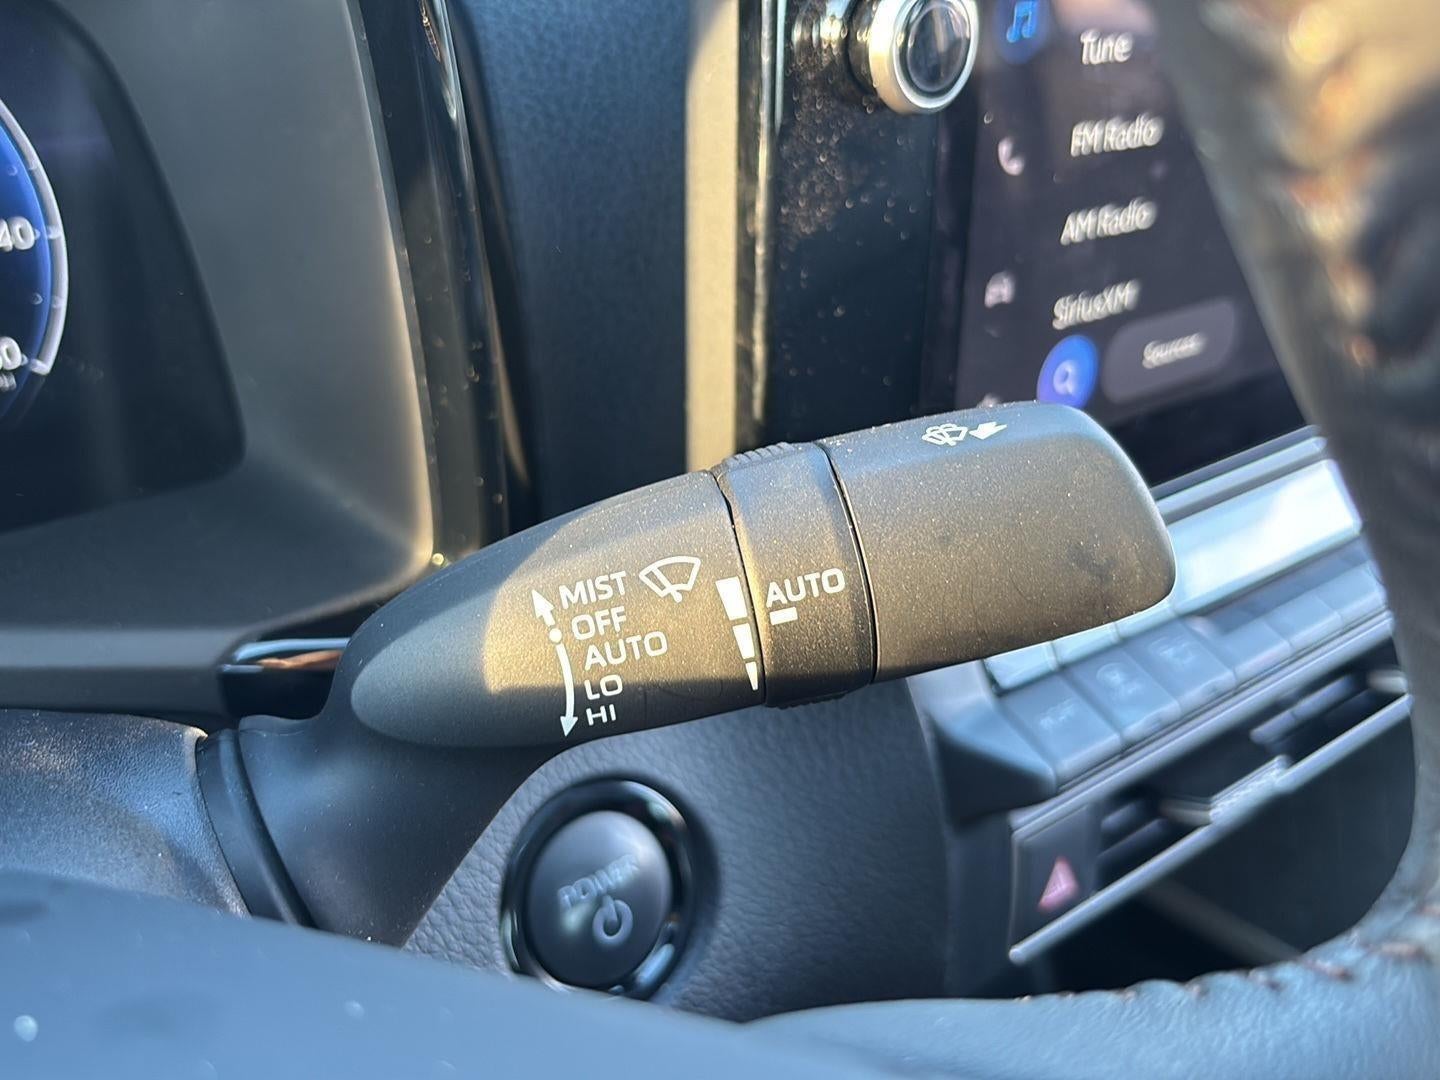 40
Tune
FM Radio
AM Radio
SiriusXM
Sources
MIST
OFF
AUTO
LO
HI
AUTO
POWER